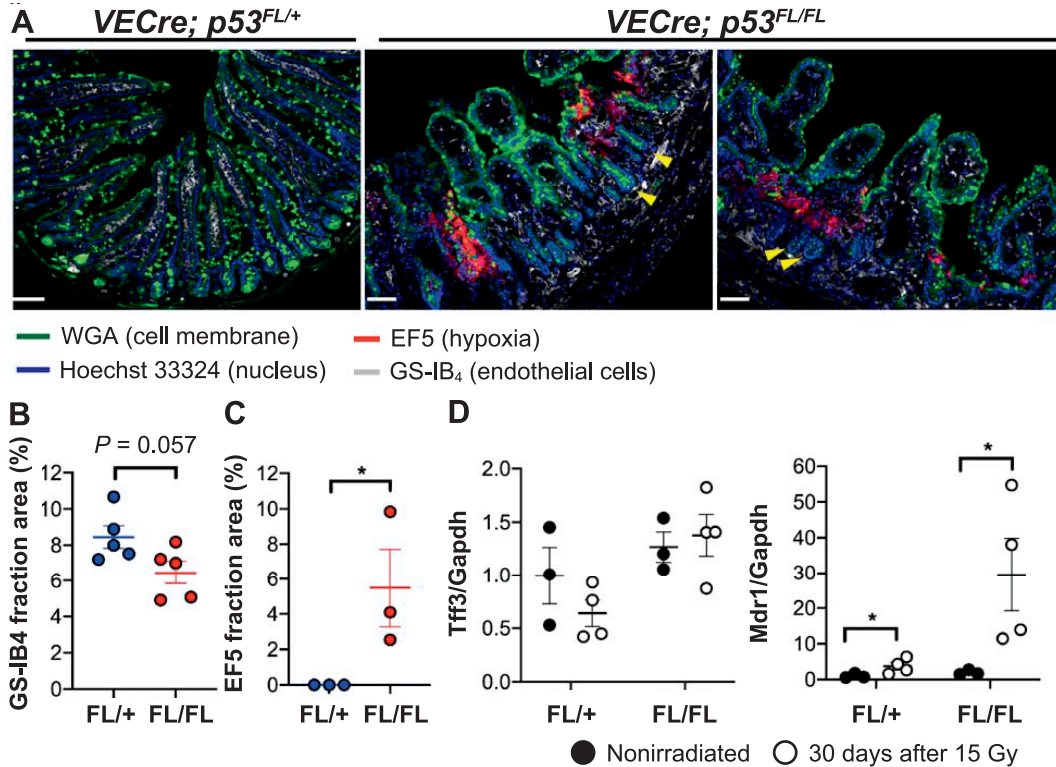 A
VECre; p53FL/+
VECre; p53FL/FL
WGA (cell membrane)
EF5 (hypoxia)
Hoechst 33324 (nucleus)
GS-IB₄ (endothelial cells)
B
P = 0.057
GS-IB4 fraction area (%)
12
10
8
6
4
2
0
FL/+ FL/FL
C
*
EF5 fraction area (%)
12
10
8
6
4
2
0
FL/+ FL/FL
D
Tff3/Gapdh
2.0
1.5
1.0
0.5
0.0
FL/+ FL/FL
Mdr1/Gapdh
60
50
40
30
20
10
0
*
*
FL/+ FL/FL
Nonirradiated 30 days after 15 Gy